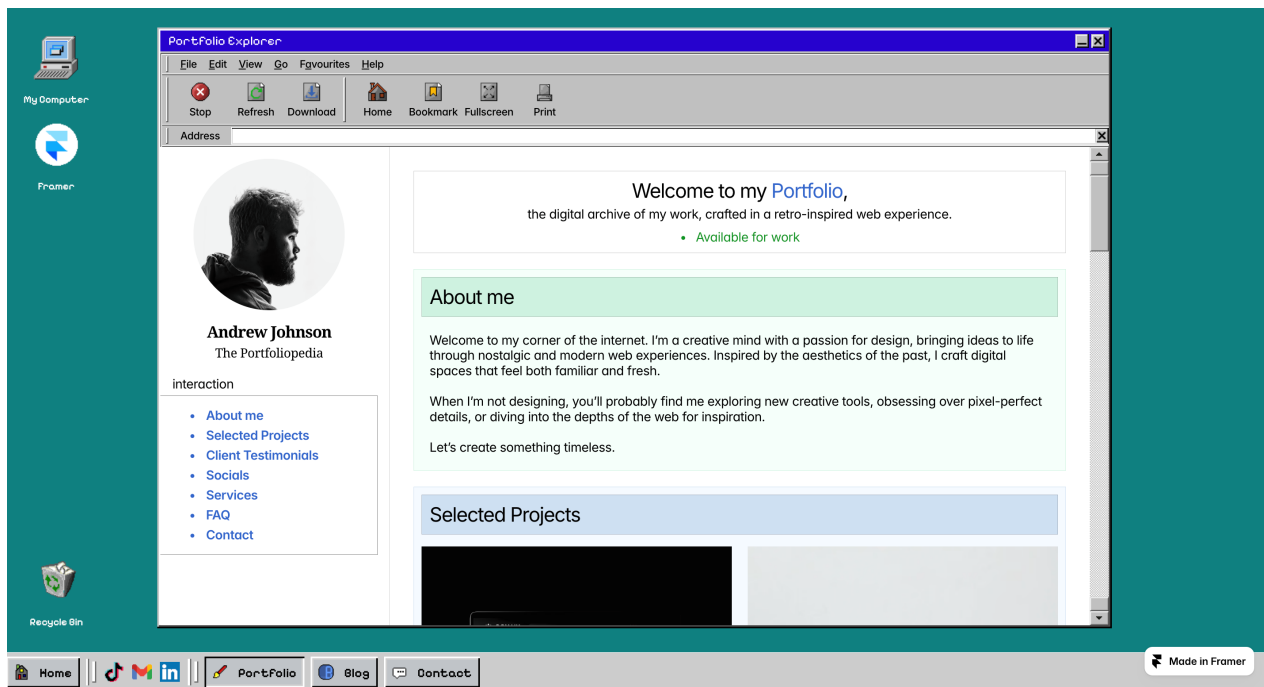 My Computer
Framer
Recycle Bin
Portfolio Explorer
File Edit View Go Favourites Help
Stop Refresh Download Home Bookmark Fullscreen Print
Address
Andrew Johnson
The Portfoliopedia
interaction
• About me
• Selected Projects
• Client Testimonials
• Socials
• Services
• FAQ
• Contact
Welcome to my Portfolio,
the digital archive of my work, crafted in a retro-inspired web experience.
• Available for work
About me
Welcome to my corner of the internet. I'm a creative mind with a passion for design, bringing ideas to life
through nostalgic and modern web experiences. Inspired by the aesthetics of the past, I craft digital
spaces that feel both familiar and fresh.
When I'm not designing, you'll probably find me exploring new creative tools, obsessing over pixel-perfect
details, or diving into the depths of the web for inspiration.
Let's create something timeless.
Selected Projects
Home
in
Portfolio
Blog
Contact
Made in Framer